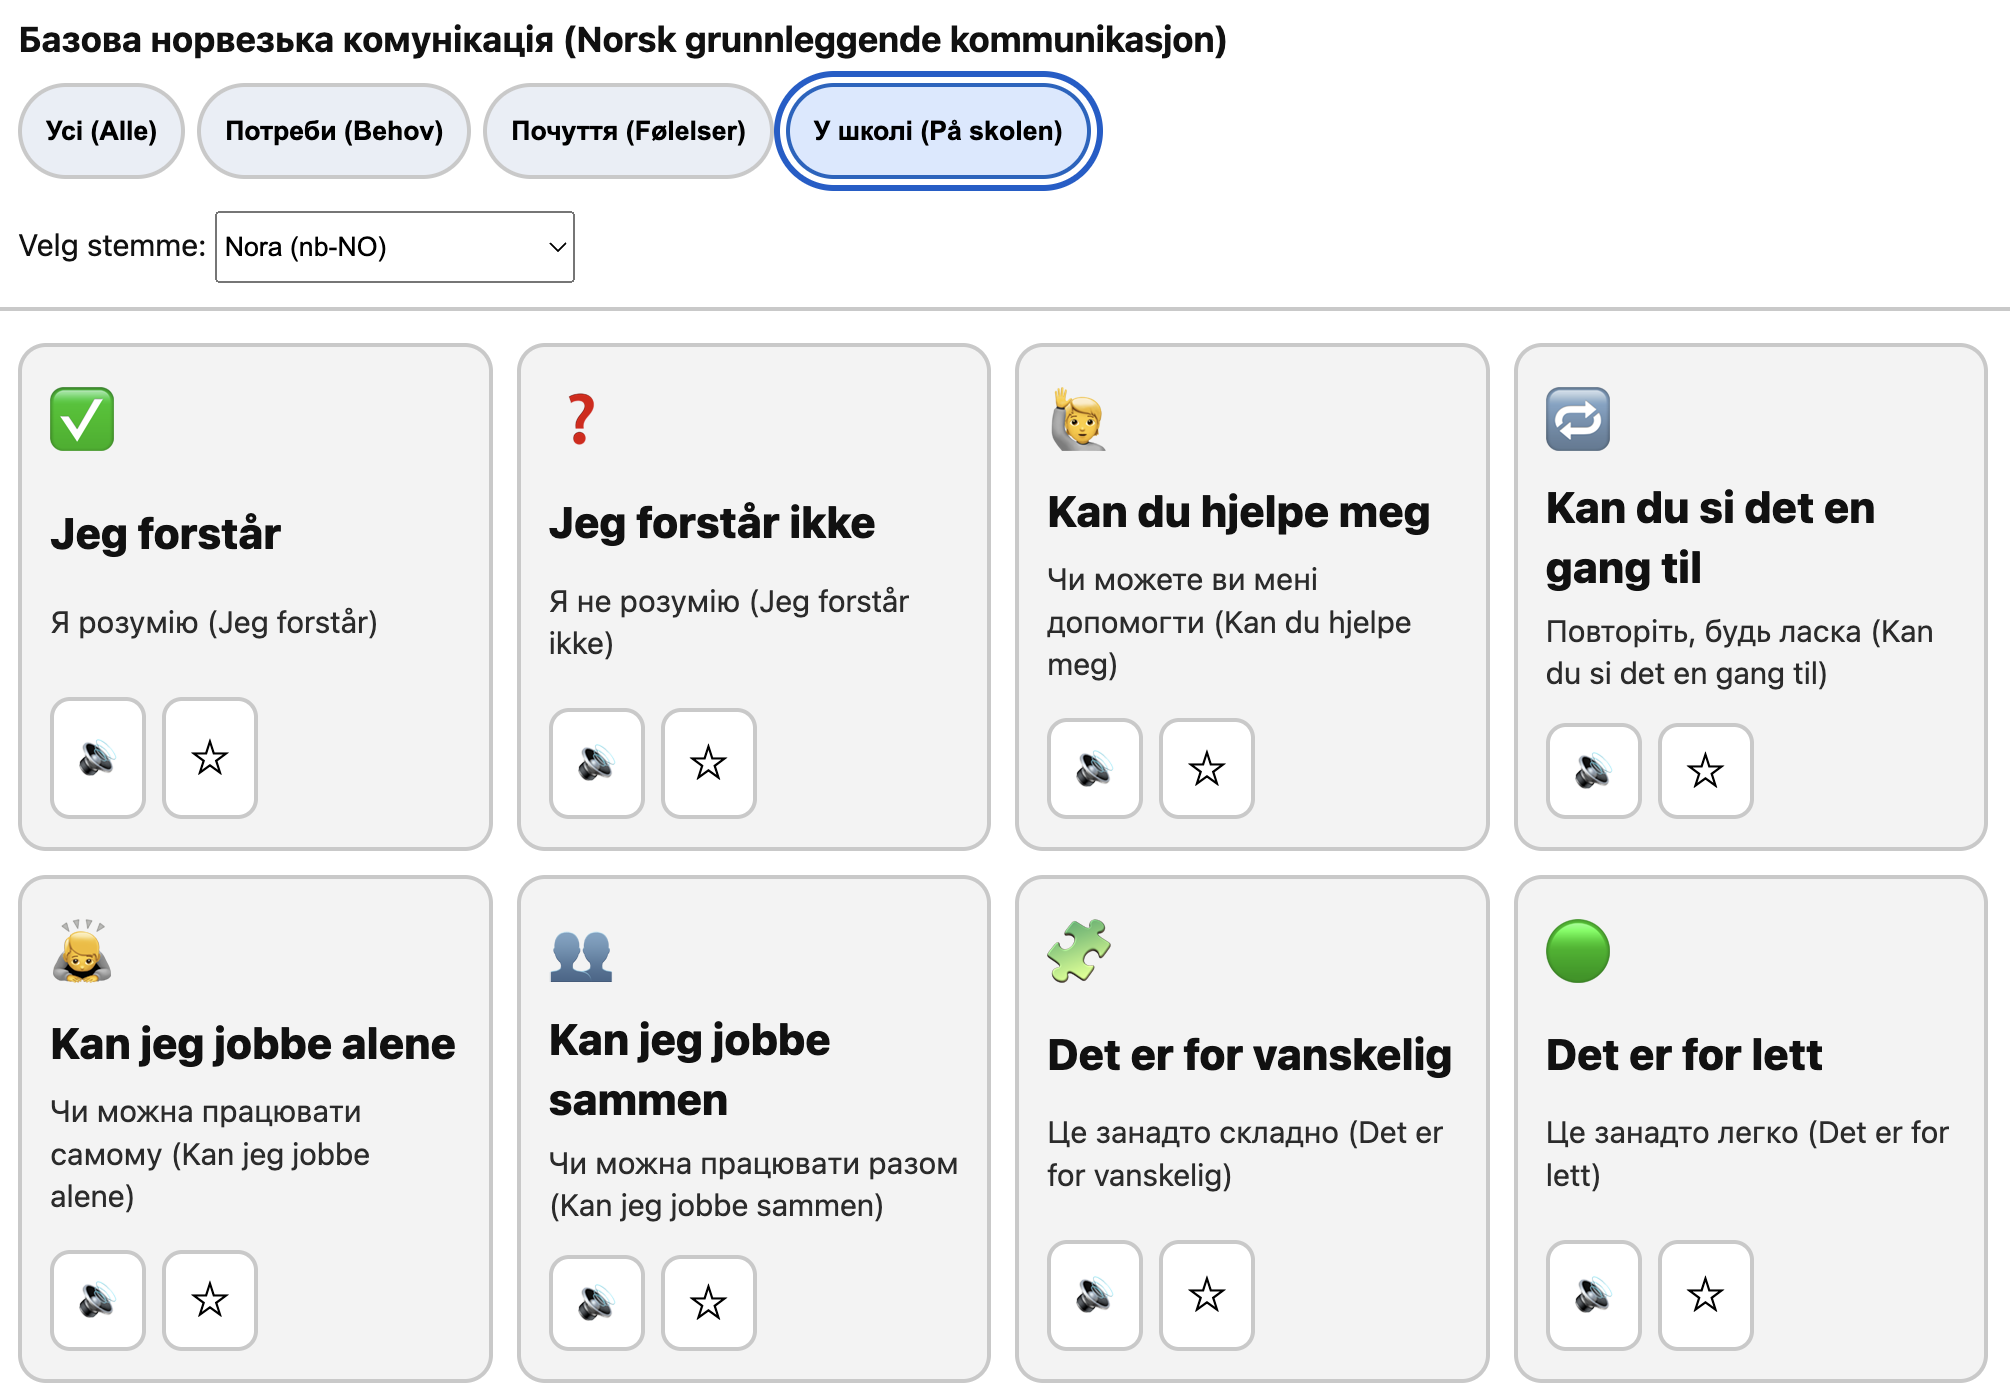 Базова норвезька комунікація (Norsk grunnleggende kommunikasjon)
Усі (Alle)
Потреби (Behov)
Почуття (Følelser)
У школі (På skolen)
Velg stemme:
Nora (nb-NO)
Jeg forstår
Я розумію (Jeg forstår)
Jeg forstår ikke
Я не розумію (Jeg forstår
ikke)
Kan du hjelpe meg
Чи можете ви мені
допомогти (Kan du hjelpe
meg)
Kan du si det en
gang til
Повторіть, будь ласка (Kan
du si det en gang til)
Kan jeg jobbe alene
Чи можна працювати
самому (Kan jeg jobbe
alene)
Kan jeg jobbe
sammen
Чи можна працювати разом
(Kan jeg jobbe sammen)
Det er for vanskelig
Це занадто складно (Det er
for vanskelig)
Det er for lett
Це занадто легко (Det er for
lett)